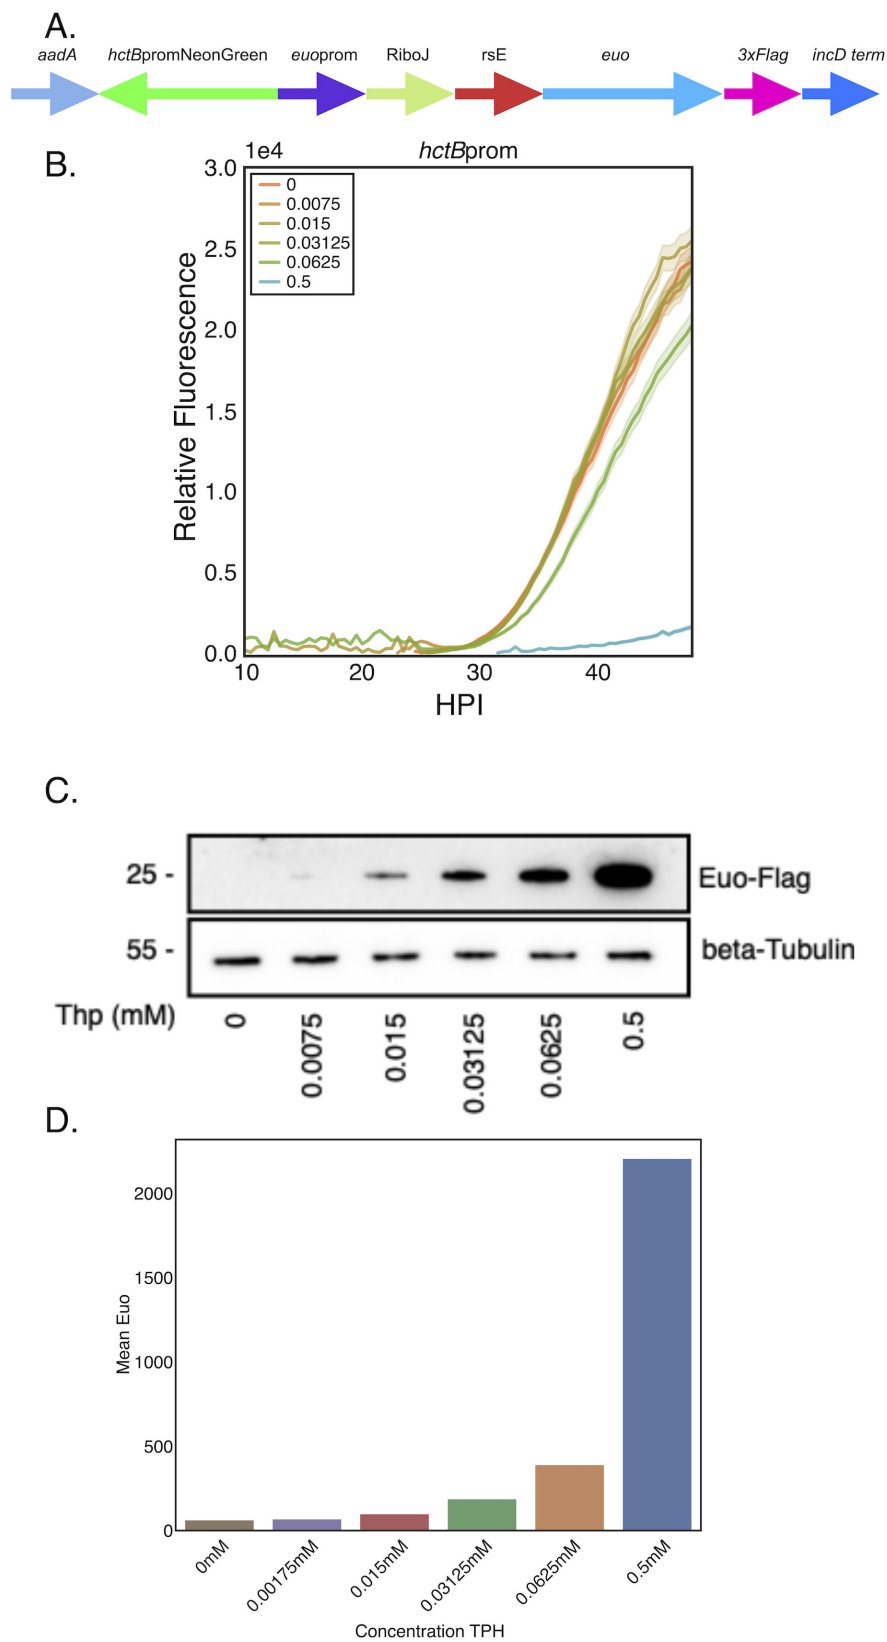 A.
aadA hctBpromNeonGreen euoprom RiboJ rsE euo 3xFlag incD term
B.
1e4 hctBprom
3.0
2.5
2.0
1.5
1.0
0.5
0.0
0
0.0075
0.015
0.03125
0.0625
0.5
Relative Fluorescence
10 20 30 40
HPI
C.
25 - Euo-Flag
55 - beta-Tubulin
Thp (mM) 0 0.0075 0.015 0.03125 0.0625 0.5
D.
2000
1500
1000
500
0
Mean Euo
0mM 0.00175mM 0.015mM 0.03125mM 0.0625mM 0.5mM
Concentration TPH